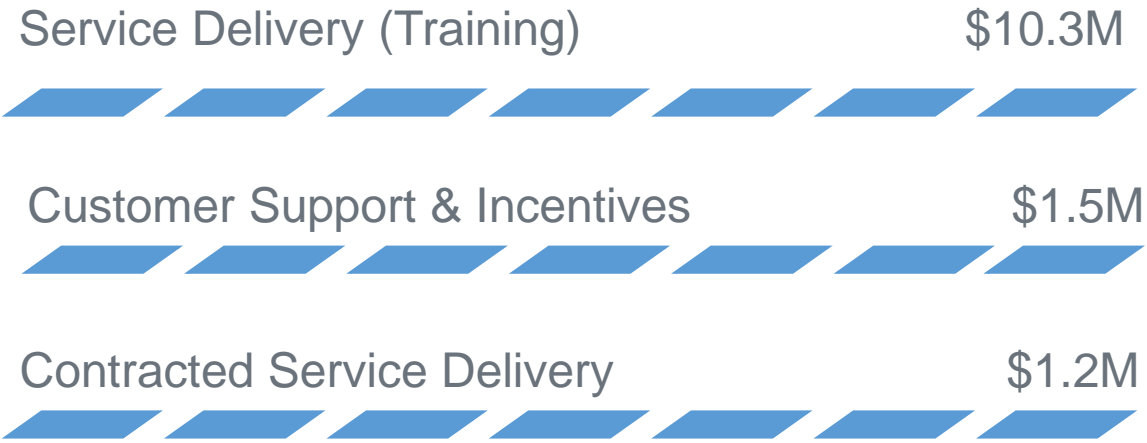 Service Delivery (Training) $10.3M
Customer Support & Incentives $1.5M
Contracted Service Delivery $1.2M